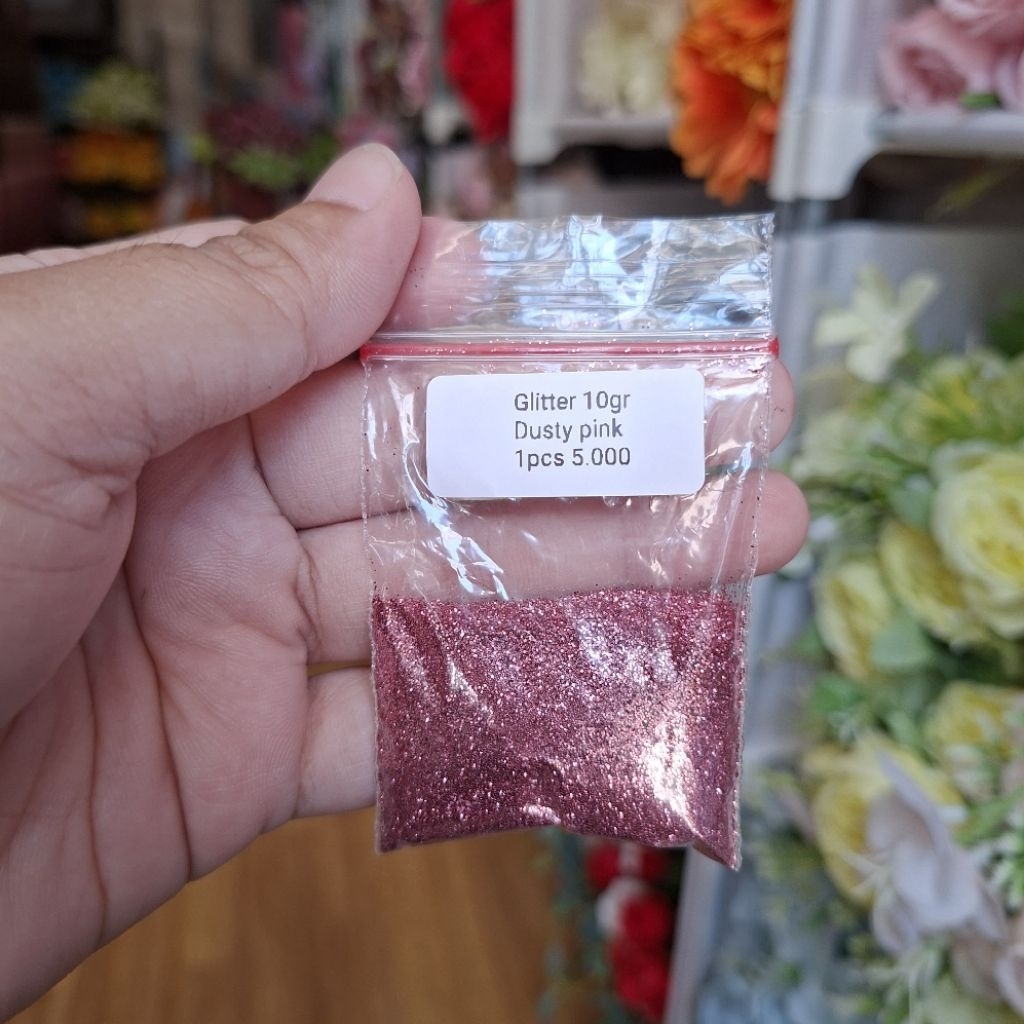 Glitter 10gr
Dusty pink
1pcs 5.000